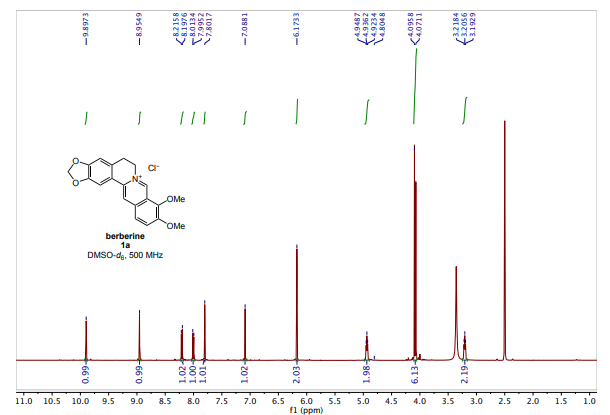 9.8973
8.9549
8.2158
8.1976
8.0134
7.9952
7.8017
7.0881
6.1733
4.9487
4.9362
4.9234
4.8048
4.0958
4.0711
3.2184
3.2056
3.1929
O
O
N+
Cl−
OMe
OMe
berberine
1a
DMSO-d6, 500 MHz
0.99
0.99
1.02
1.00
1.01
1.02
2.03
1.98
6.13
2.19
11.0 10.5 10.0 9.5 9.0 8.5 8.0 7.5 7.0 6.5 6.0 5.5 5.0 4.5 4.0 3.5 3.0 2.5 2.0 1.5 1.0
f1 (ppm)